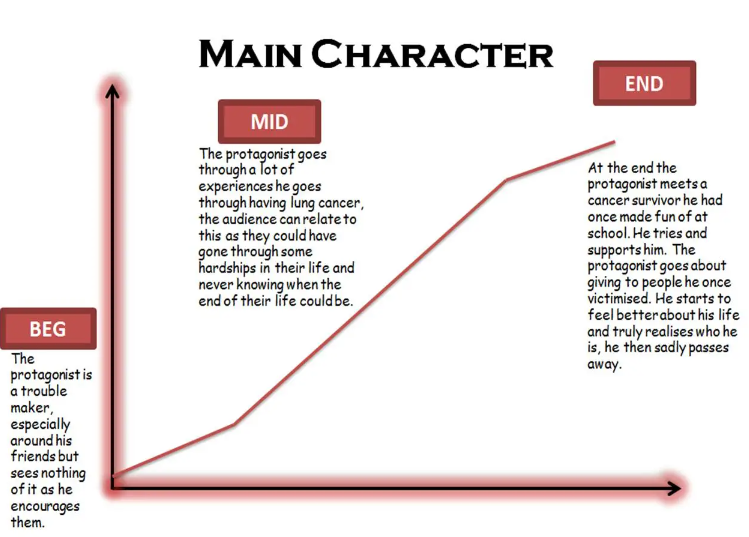 MAIN CHARACTER
BEG
The
protagonist is
a trouble
maker,
especially
around his
friends but
sees nothing
of it as he
encourages
them.
MID
The protagonist goes
through a lot of
experiences he goes
through having lung cancer,
the audience can relate to
this as they could have
gone through some
hardships in their life and
never knowing when the
end of their life could be.
END
At the end the
protagonist meets a
cancer survivor he had
once made fun of at
school. He tries and
supports him. The
protagonist goes about
giving to people he once
victimised. He starts to
feel better about his life
and truly realises who he
is, he then sadly passes
away.